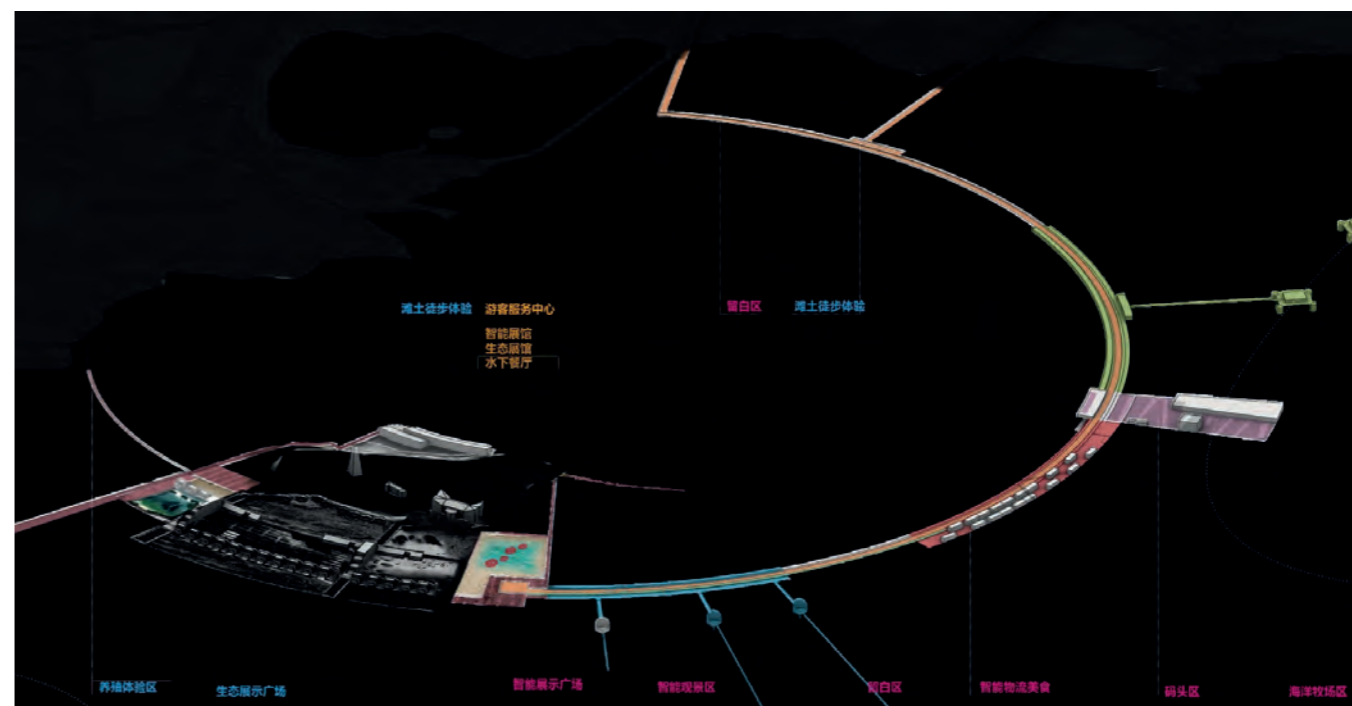 滩土徒步体验
游客服务中心
智能展馆
生态展馆
水下餐厅
留白区
滩土徒步体验
养殖体验区
生态展示广场
智能展示广场
智能观景区
留白区
智能物流美食
码头区
海洋牧场区